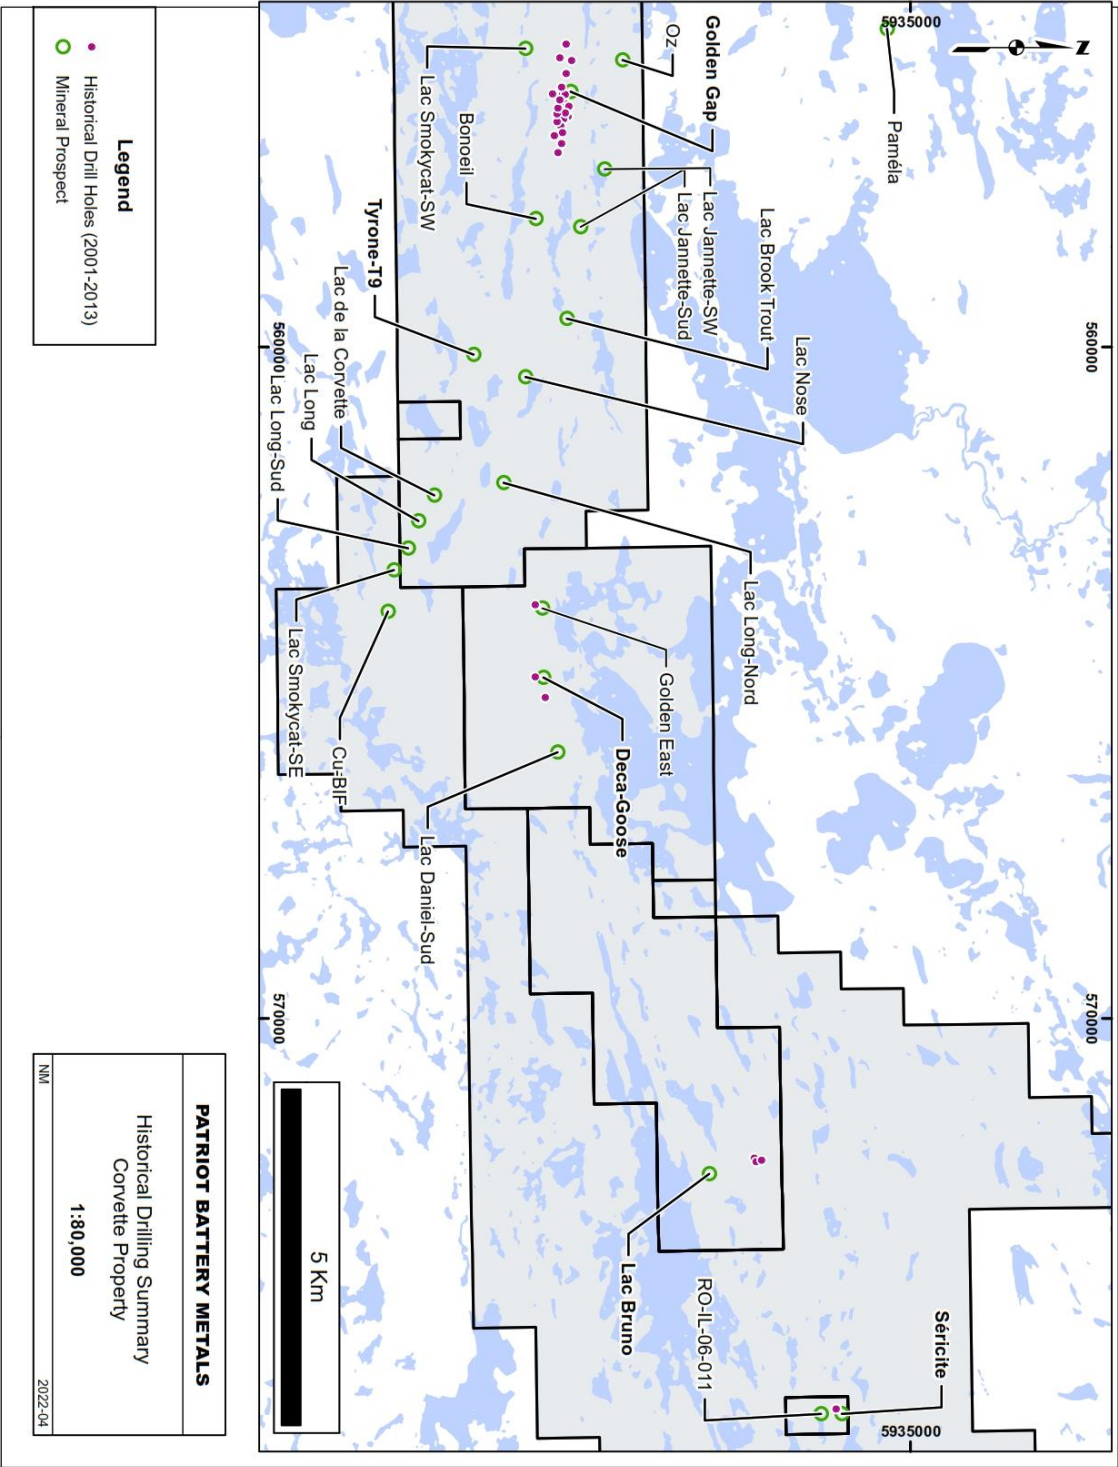 560000
570000
5935000
5935000
N
Paméla
Golden Gap
Oz
Lac Jannette-SW
Lac Jannette-Sud
Lac Brook Trout
Lac Nose
Lac Long-Nord
Golden East
Deca-Goose
Lac Daniel-Sud
Lac Bruno
RO-IL-06-011
Séricite
Lac Smokycat-SW
Bonoeil
Tyrone-T9
Lac de la Corvette
Lac Long
Lac Long-Sud
Lac Smokycat-SE
Cu-BIF
560000
570000
5 Km
Legend
Historical Drill Holes (2001-2013)
Mineral Prospect
PATRIOT BATTERY METALS
Historical Drilling Summary
Corvette Property
1:80,000
NM
2022-04